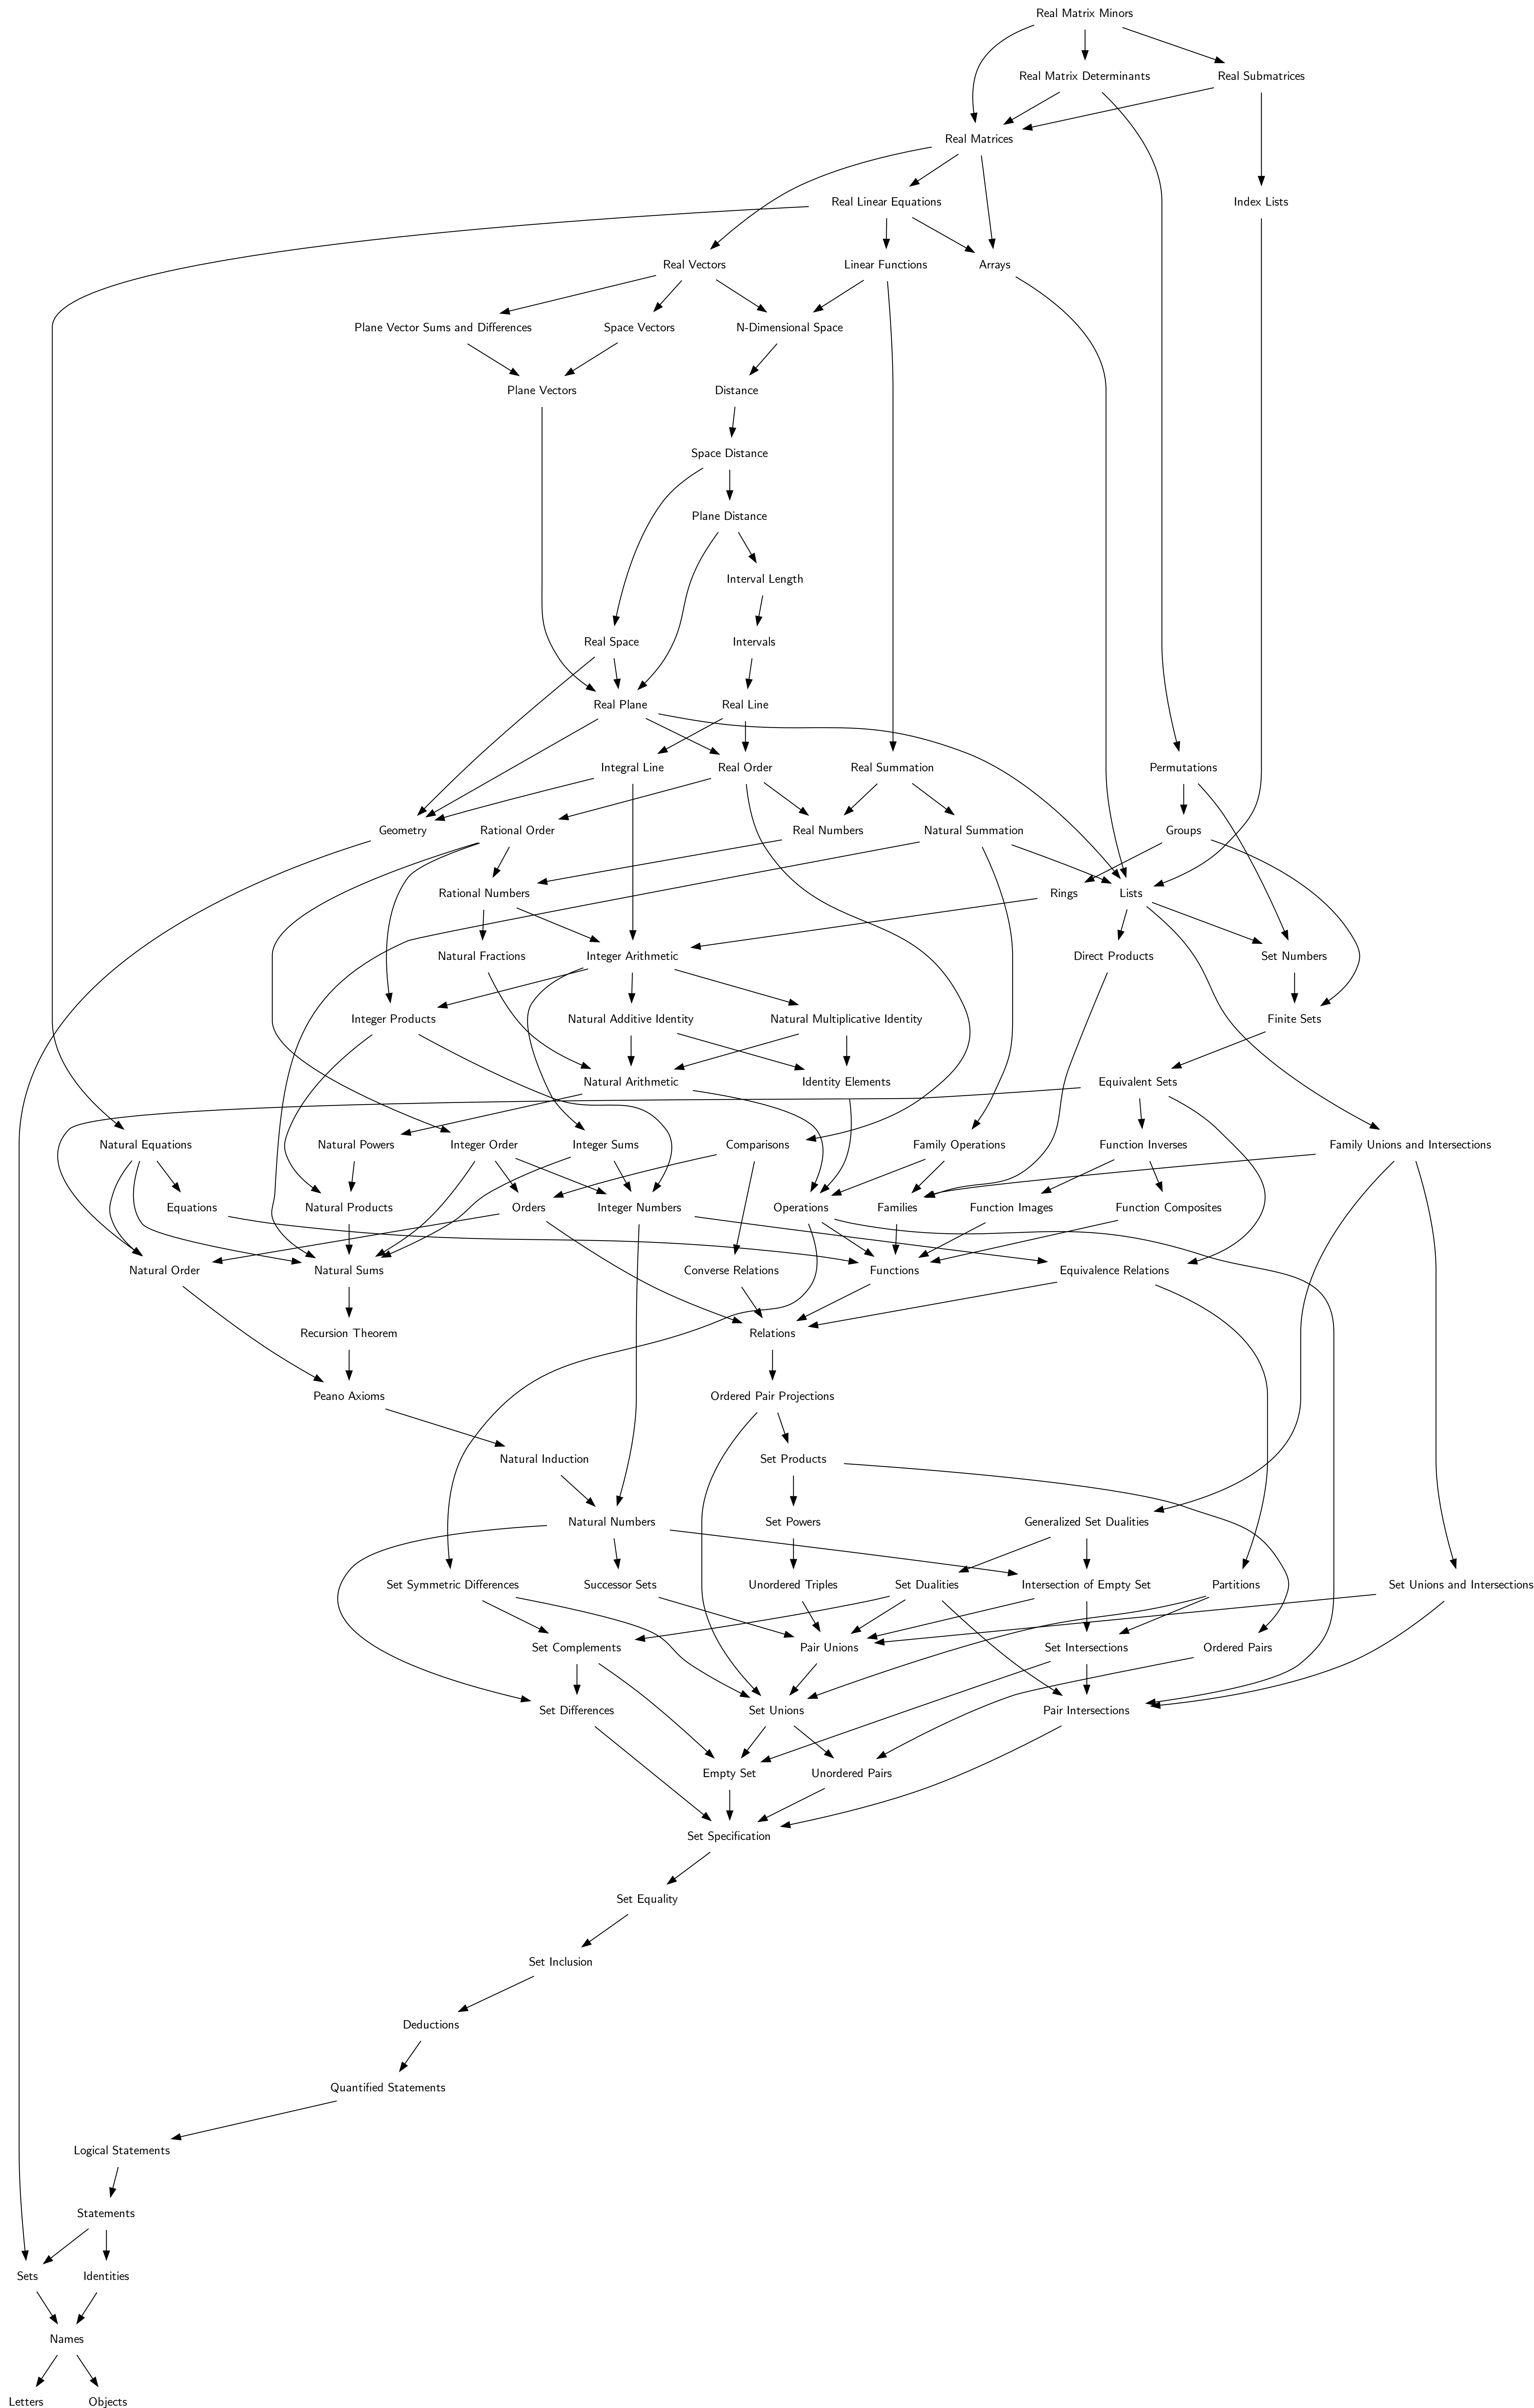 Real Matrix Minors
Real Matrix Determinants
Real Submatrices
Real Matrices
Real Linear Equations
Index Lists
Real Vectors
Linear Functions
Arrays
Plane Vector Sums and Differences
Space Vectors
N-Dimensional Space
Plane Vectors
Distance
Space Distance
Plane Distance
Interval Length
Real Space
Intervals
Real Plane
Real Line
Integral Line
Real Order
Real Summation
Permutations
Geometry
Rational Order
Real Numbers
Natural Summation
Groups
Rational Numbers
Rings
Lists
Natural Fractions
Integer Arithmetic
Direct Products
Set Numbers
Integer Products
Natural Additive Identity
Natural Multiplicative Identity
Finite Sets
Natural Arithmetic
Identity Elements
Equivalent Sets
Natural Equations
Natural Powers
Integer Order
Integer Sums
Comparisons
Family Operations
Function Inverses
Family Unions and Intersections
Equations
Natural Products
Orders
Integer Numbers
Operations
Families
Function Images
Function Composites
Natural Order
Natural Sums
Converse Relations
Functions
Equivalence Relations
Recursion Theorem
Relations
Peano Axioms
Ordered Pair Projections
Natural Induction
Set Products
Natural Numbers
Set Powers
Generalized Set Dualities
Set Symmetric Differences
Successor Sets
Unordered Triples
Set Dualities
Intersection of Empty Set
Partitions
Set Unions and Intersections
Set Complements
Pair Unions
Set Intersections
Ordered Pairs
Set Differences
Set Unions
Pair Intersections
Empty Set
Unordered Pairs
Set Specification
Set Equality
Set Inclusion
Deductions
Quantified Statements
Logical Statements
Statements
Sets
Identities
Names
Letters
Objects